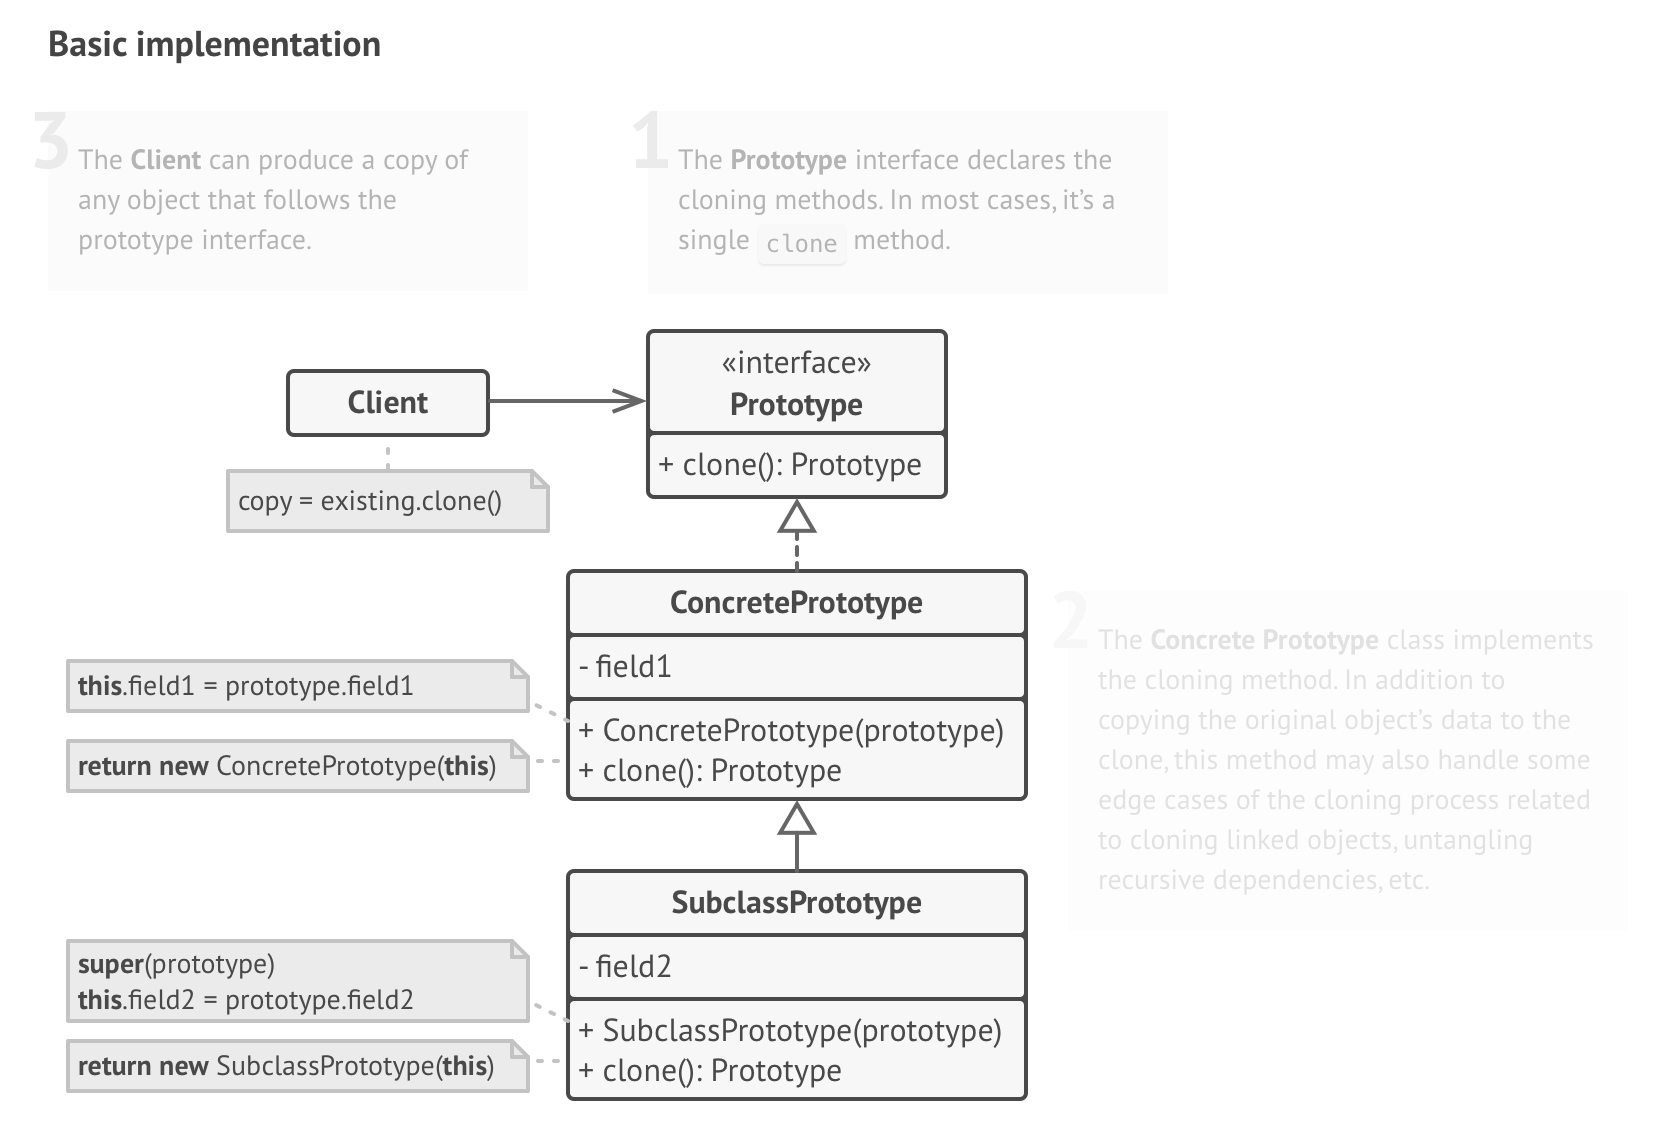 Basic implementation
3
The Client can produce a copy of
any object that follows the
prototype interface.
1
The Prototype interface declares the
cloning methods. In most cases, it’s a
single clone method.
«interface»
Prototype
+ clone(): Prototype
Client
copy = existing.clone()
ConcretePrototype
- field1
+ ConcretePrototype(prototype)
+ clone(): Prototype
this.field1 = prototype.field1
return new ConcretePrototype(this)
2
The Concrete Prototype class implements
the cloning method. In addition to
copying the original object’s data to the
clone, this method may also handle some
edge cases of the cloning process related
to cloning linked objects, untangling
recursive dependencies, etc.
SubclassPrototype
- field2
+ SubclassPrototype(prototype)
+ clone(): Prototype
super(prototype)
this.field2 = prototype.field2
return new SubclassPrototype(this)